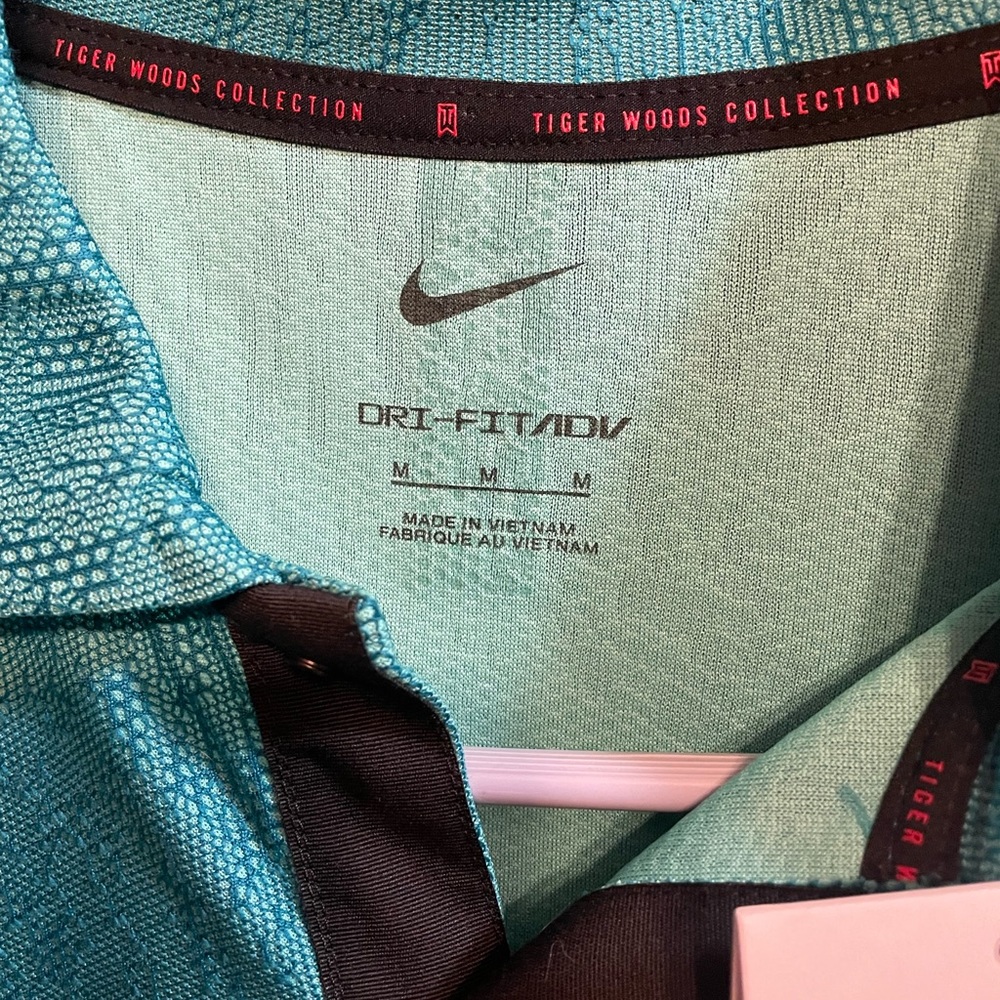 TIGER WOODS COLLECTION TIGER WOODS COLLECTION
DRI-FIT ADV
M M M
MADE IN VIETNAM
FABRIQUE AU VIETNAM
TIGER